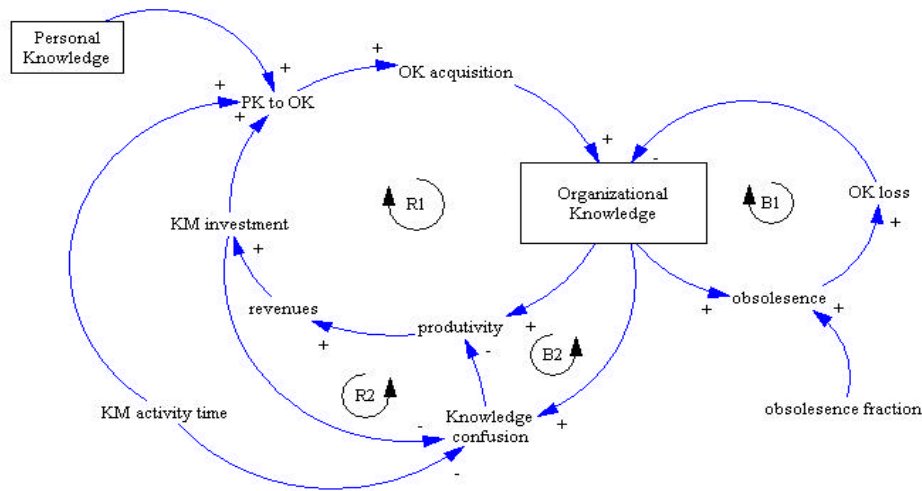 Personal
Knowledge
+
+
+
+
PK to OK
OK acquisition
+
-
Organizational
Knowledge
R1
B1
OK loss
+
KM investment
+
revenues
+
produtivity
+
-
obsolesence
+
+
B2
R2
KM activity time
-
-
Knowledge
confusion
+
obsolesence fraction